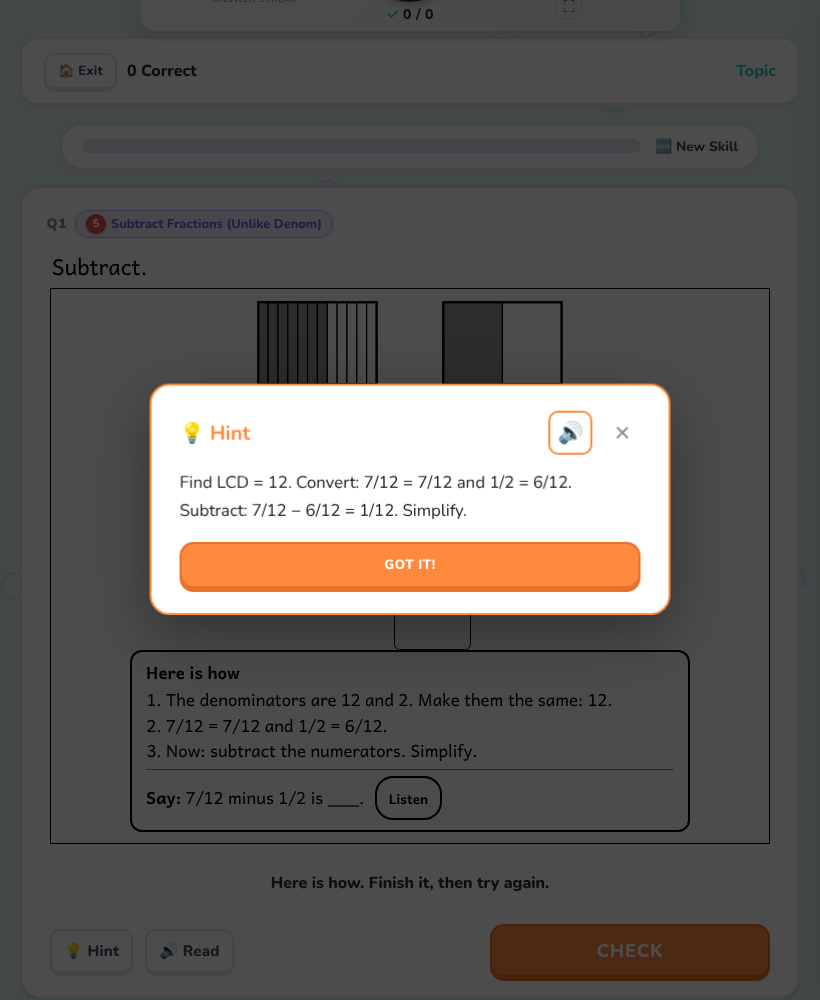 ANSWER STREAK
✓ 0 / 0
🏠 Exit
0 Correct
Topic
🆕 New Skill
Q1
5 Subtract Fractions (Unlike Denom)
Subtract.
💡 Hint
🔊
✕
Find LCD = 12. Convert: 7/12 = 7/12 and 1/2 = 6/12.
Subtract: 7/12 − 6/12 = 1/12. Simplify.
GOT IT!
Here is how
1. The denominators are 12 and 2. Make them the same: 12.
2. 7/12 = 7/12 and 1/2 = 6/12.
3. Now: subtract the numerators. Simplify.
Say: 7/12 minus 1/2 is ___. Listen
Here is how. Finish it, then try again.
💡 Hint
🔊 Read
CHECK